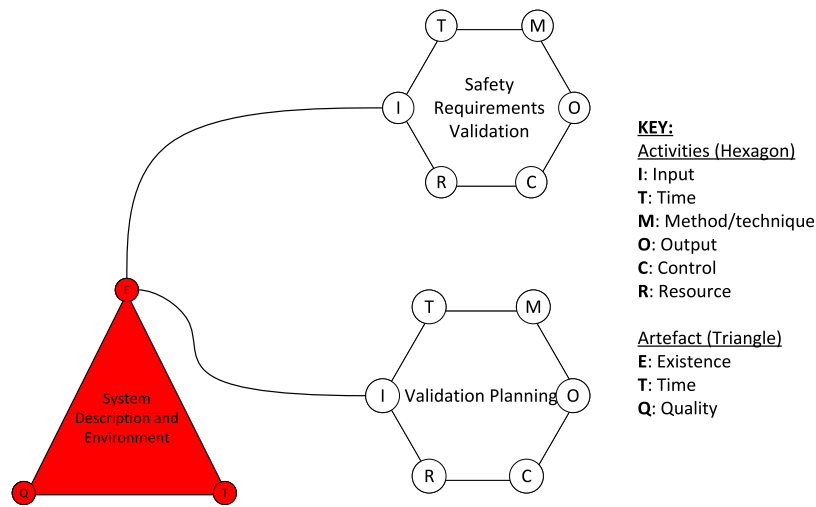 T
M
Safety
Requirements
Validation
I
O
R
C
KEY:
Activities (Hexagon)
I: Input
T: Time
M: Method/technique
O: Output
C: Control
R: Resource
Artefact (Triangle)
E: Existence
T: Time
Q: Quality
E
System
Description and
Environment
Q
T
T
M
I
Validation Planning
O
R
C